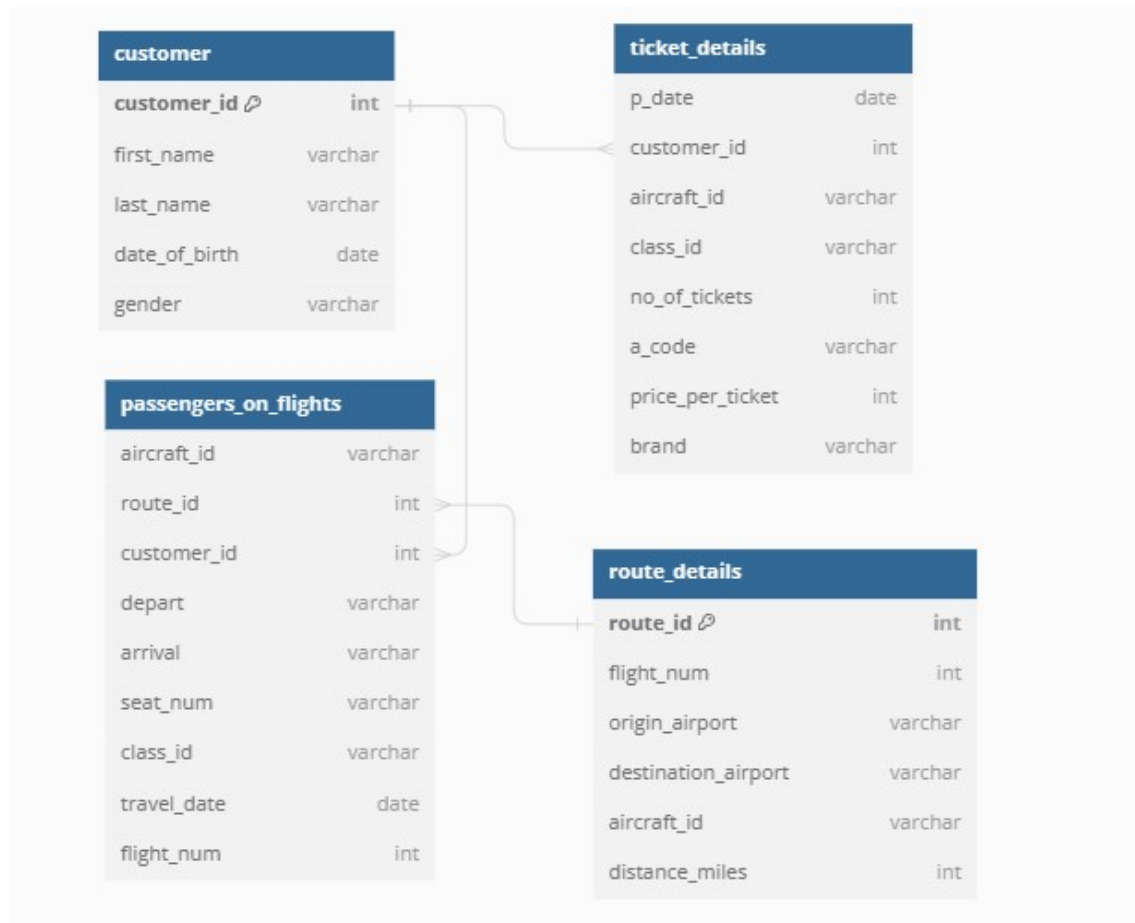 customer
customer_id int
first_name varchar
last_name varchar
date_of_birth date
gender varchar
ticket_details
p_date date
customer_id int
aircraft_id varchar
class_id varchar
no_of_tickets int
a_code varchar
price_per_ticket int
brand varchar
passengers_on_flights
aircraft_id varchar
route_id int
customer_id int
depart varchar
arrival varchar
seat_num varchar
class_id varchar
travel_date date
flight_num int
route_details
route_id int
flight_num int
origin_airport varchar
destination_airport varchar
aircraft_id varchar
distance_miles int